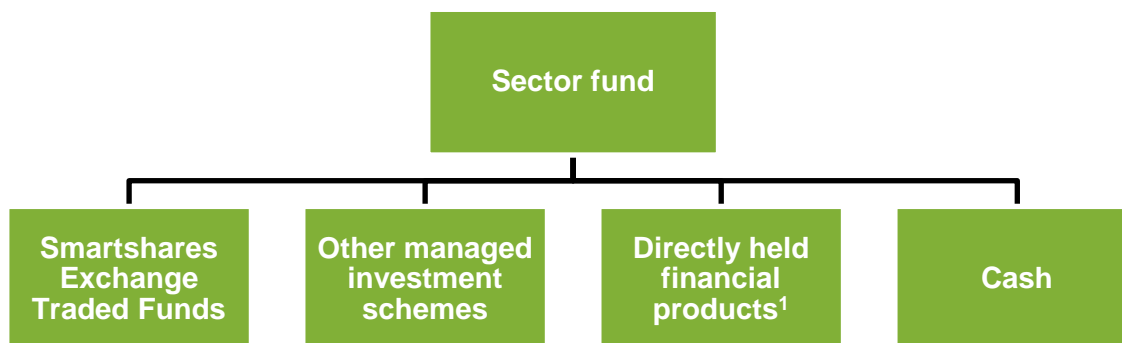 Sector fund
Smartshares
Exchange
Traded Funds
Other managed
investment
schemes
Directly held
financial
products¹
Cash